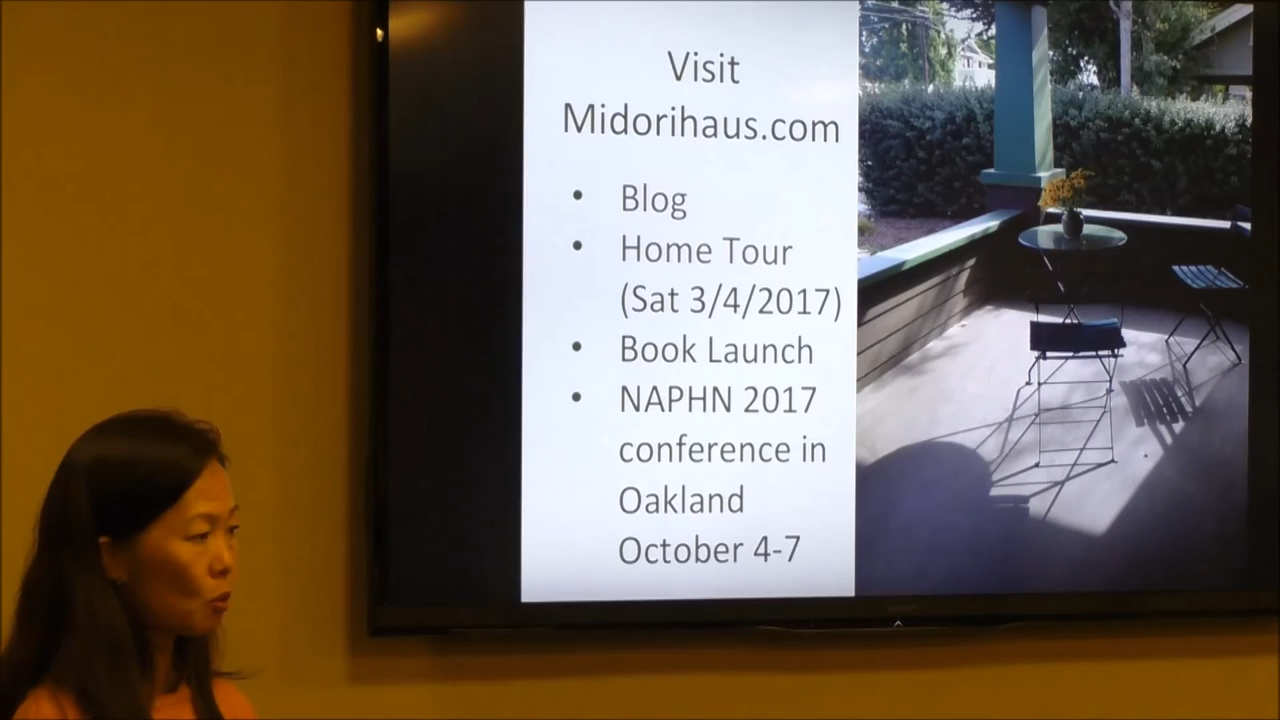 Visit
Midorihaus.com
• Blog
• Home Tour
(Sat 3/4/2017)
• Book Launch
• NAPHN 2017
conference in
Oakland
October 4-7